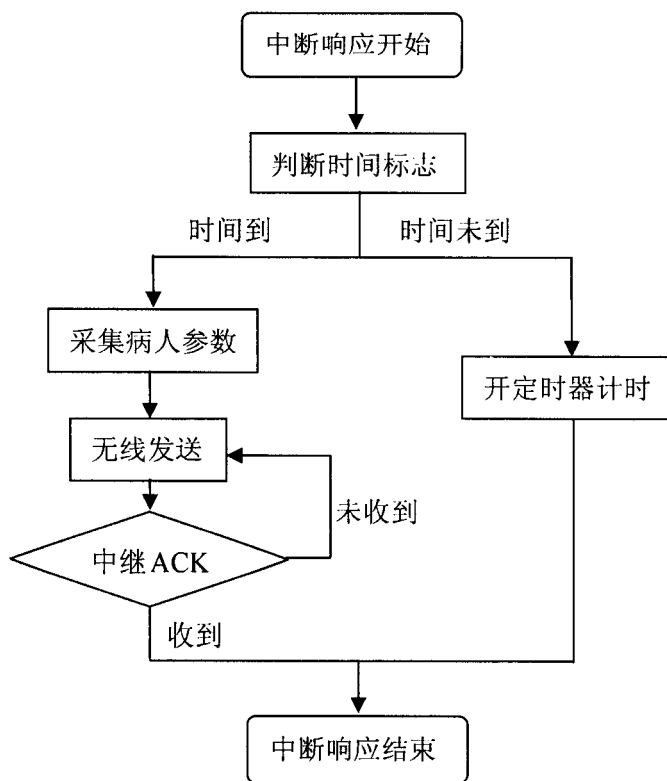 中断响应开始
判断时间标志
时间到
时间未到
采集病人参数
开定时器计时
无线发送
未收到
中继ACK
收到
中断响应结束